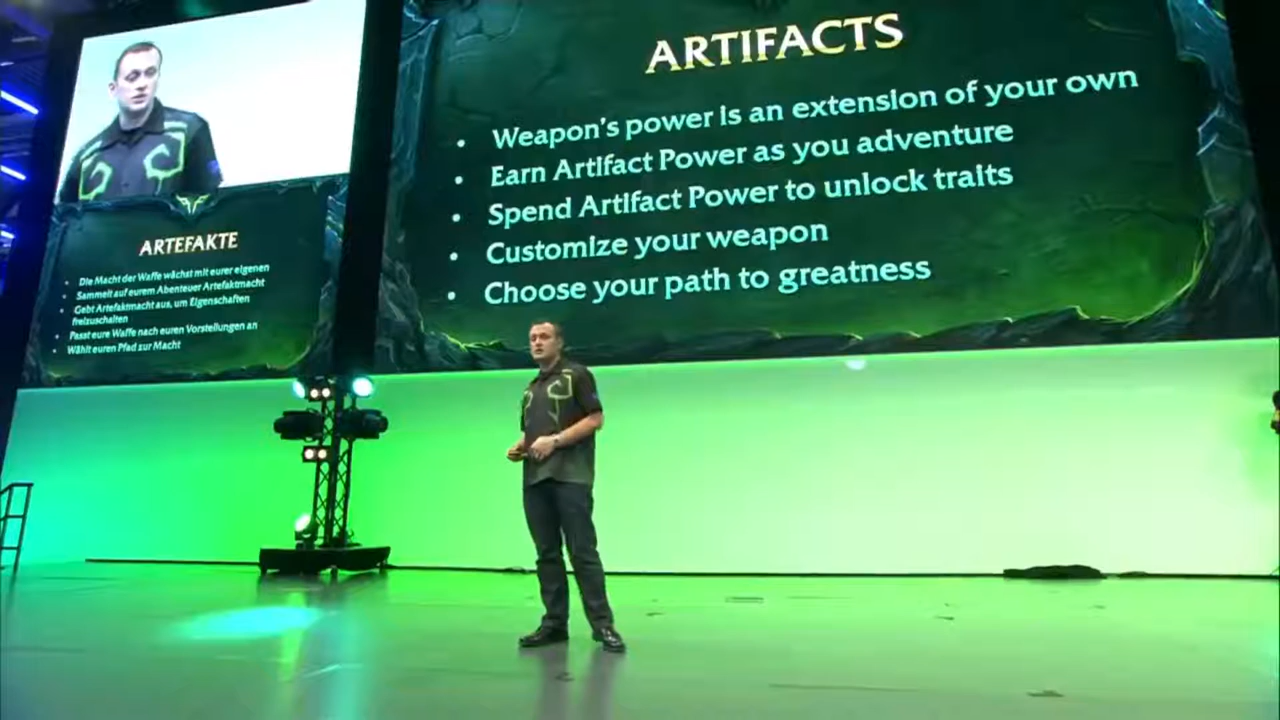 ARTIFACTS
• Weapon's power is an extension of your own
• Earn Artifact Power as you adventure
• Spend Artifact Power to unlock traits
• Customize your weapon
• Choose your path to greatness
ARTEFAKTE
• Die Macht der Waffe wächst mit eurer eigenen
• Sammelt auf eurem Abenteuer Artefaktmacht
• Gebt Artefaktmacht aus, um Eigenschaften
freizuschalten
• Passt eure Waffe nach euren Vorstellungen an
• Wählt euren Pfad zur Macht